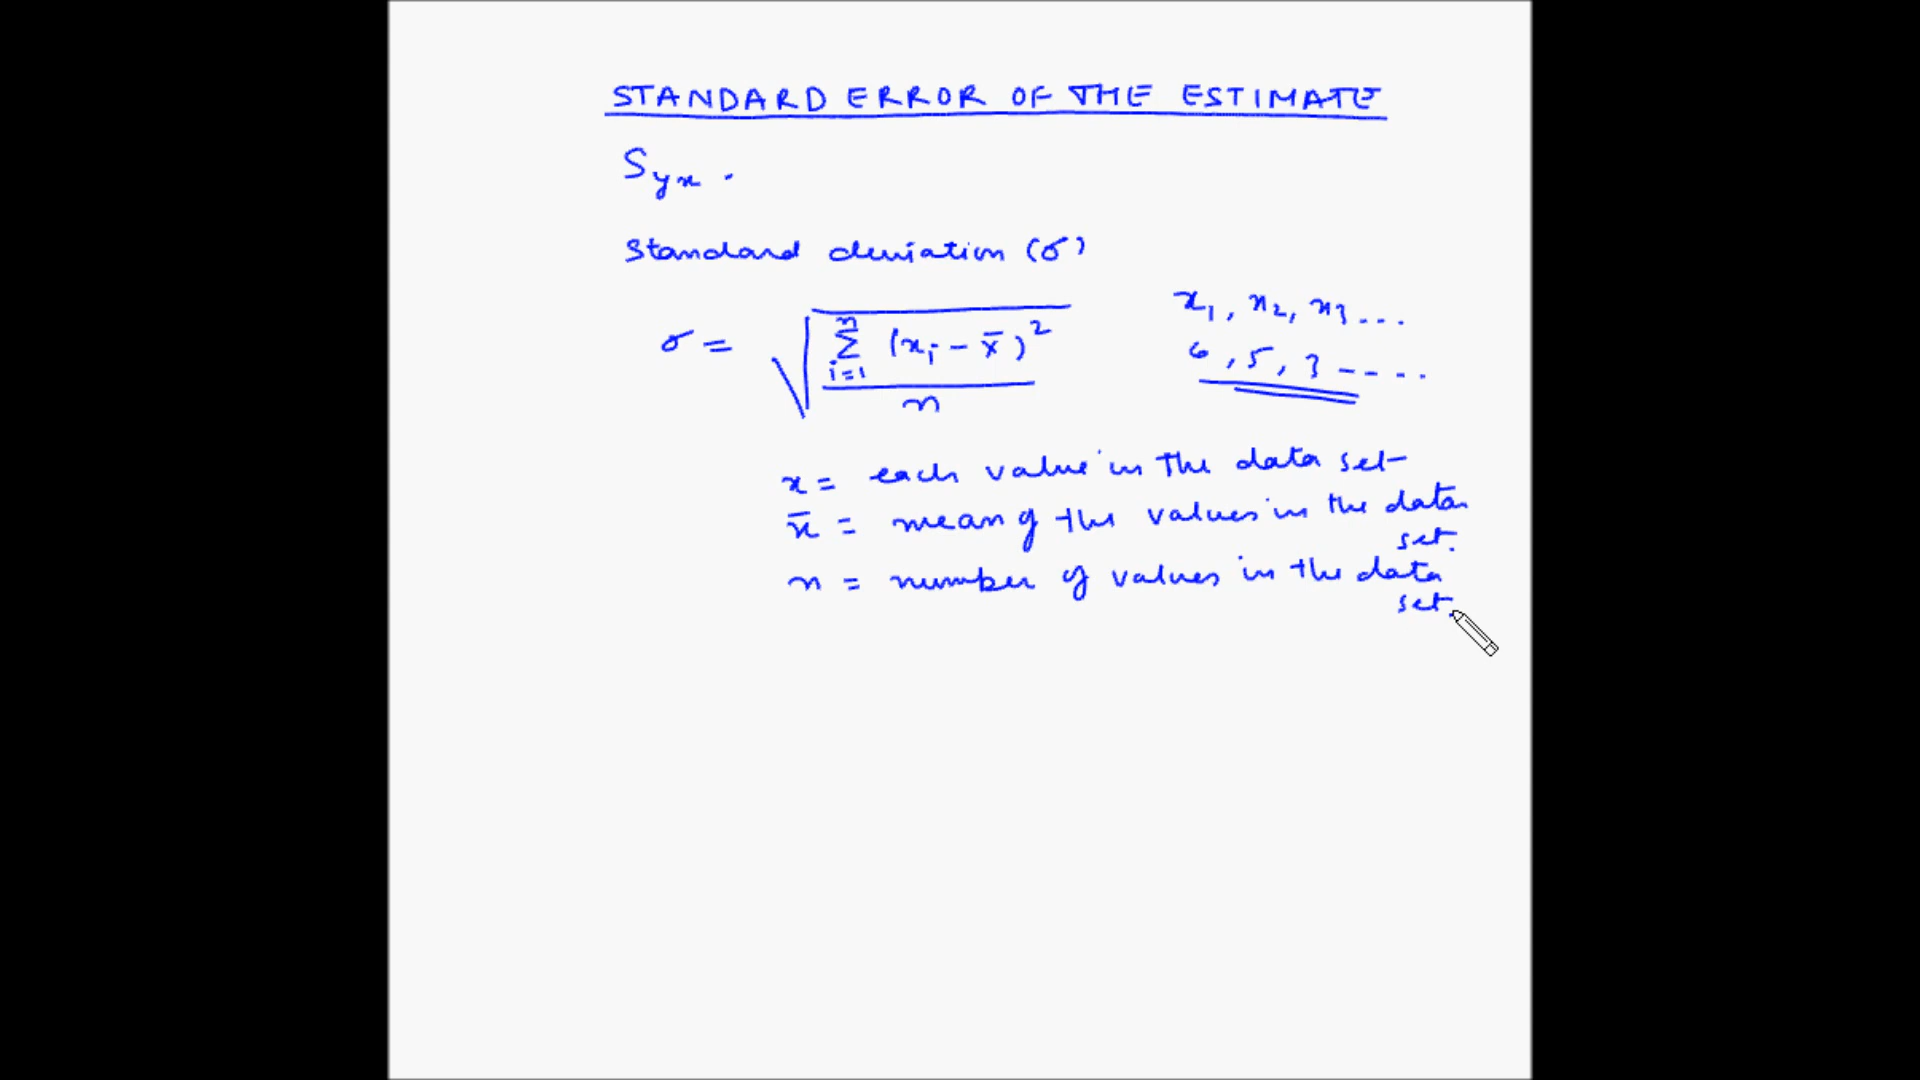 STANDARD ERROR OF THE ESTIMATE
Syx .
Standard deviation (σ)
σ = √( Σ_{i=1}^{n} (xi - x̄)² / n )
x1, x2, x3 ...
6, 5, 3 - - - -
x = each value in the data set
x̄ = mean of the values in the data
set.
n = number of values in the data
set.